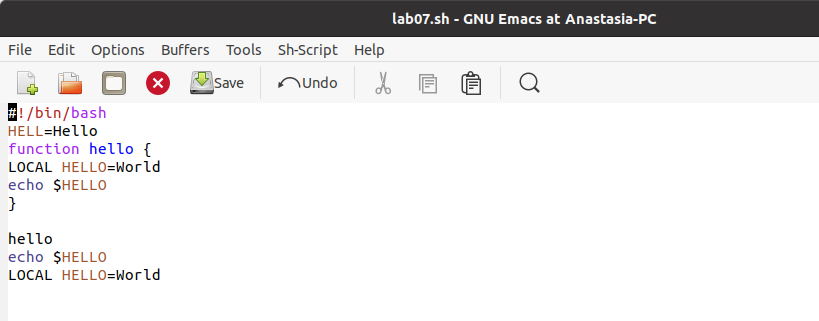 lab07.sh - GNU Emacs at Anastasia-PC
File Edit Options Buffers Tools Sh-Script Help
Save Undo
#!/bin/bash
HELL=Hello
function hello {
LOCAL HELLO=World
echo $HELLO
}
hello
echo $HELLO
LOCAL HELLO=World